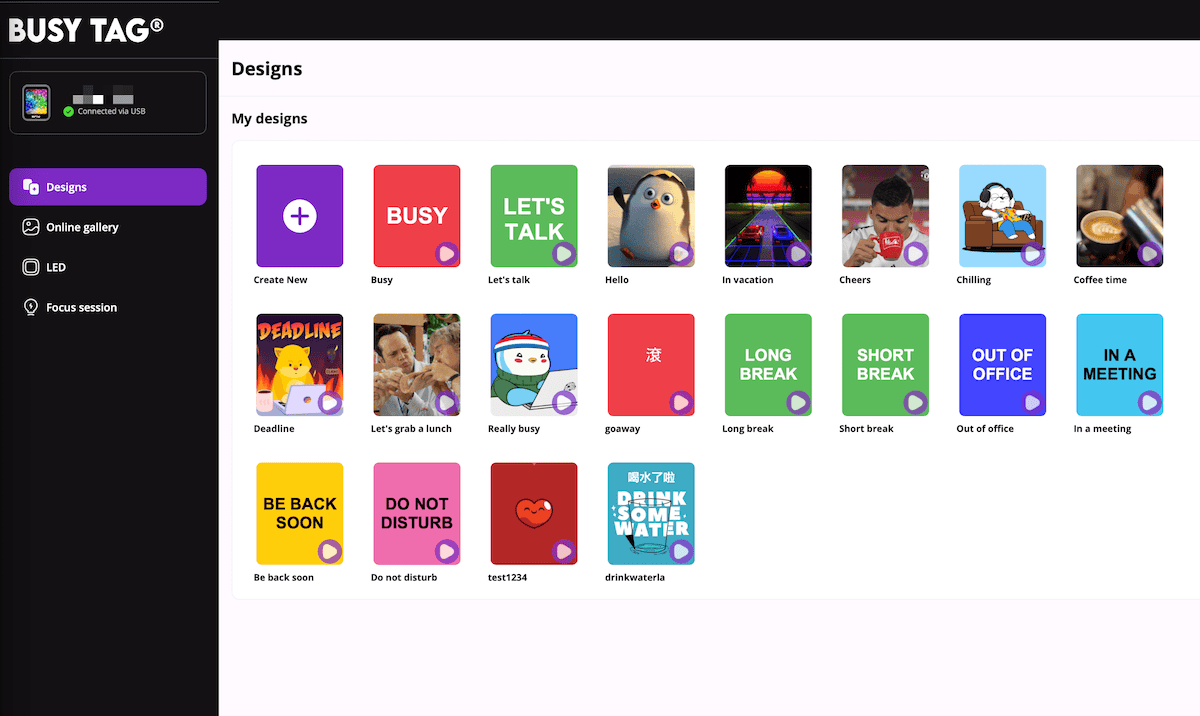 BUSY TAG®
Connected via USB
Designs
Online gallery
LED
Focus session
Designs
My designs
Create New
BUSY
Busy
LET'S
TALK
Let's talk
Hello
In vacation
Cheers
Chilling
Coffee time
DEADLINE
Deadline
Let's grab a lunch
Really busy
滾
goaway
LONG
BREAK
Long break
SHORT
BREAK
Short break
OUT OF
OFFICE
Out of office
IN A
MEETING
In a meeting
BE BACK
SOON
Be back soon
DO NOT
DISTURB
Do not disturb
test1234
喝水了啦
DRINK
SOME
WATER
drinkwaterla